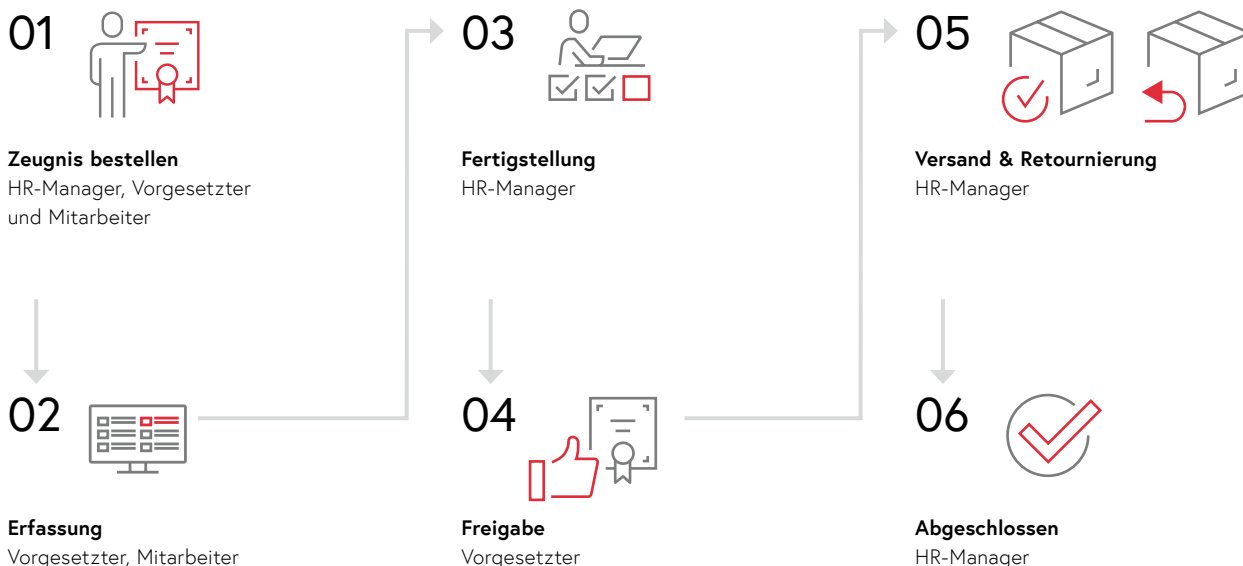 01
Zeugnis bestellen
HR-Manager, Vorgesetzter
und Mitarbeiter
02
Erfassung
Vorgesetzter, Mitarbeiter
03
Fertigstellung
HR-Manager
04
Freigabe
Vorgesetzter
05
Versand & Retournierung
HR-Manager
06
Abgeschlossen
HR-Manager